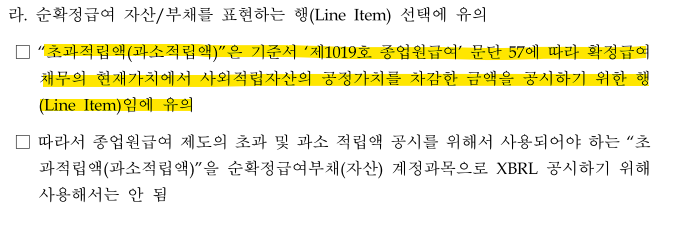 라. 순확정급여 자산/부채를 표현하는 행(Line Item) 선택에 유의
□ “초과적립액(과소적립액)”은 기준서 ‘제1019호 종업원급여’ 문단 57에 따라 확정급여
채무의 현재가치에서 사외적립자산의 공정가치를 차감한 금액을 공시하기 위한 행
(Line Item)임에 유의
□ 따라서 종업원급여 제도의 초과 및 과소 적립액 공시를 위해서 사용되어야 하는 “초
과적립액(과소적립액)”을 순확정급여부채(자산) 계정과목으로 XBRL 공시하기 위해
사용해서는 안 됨